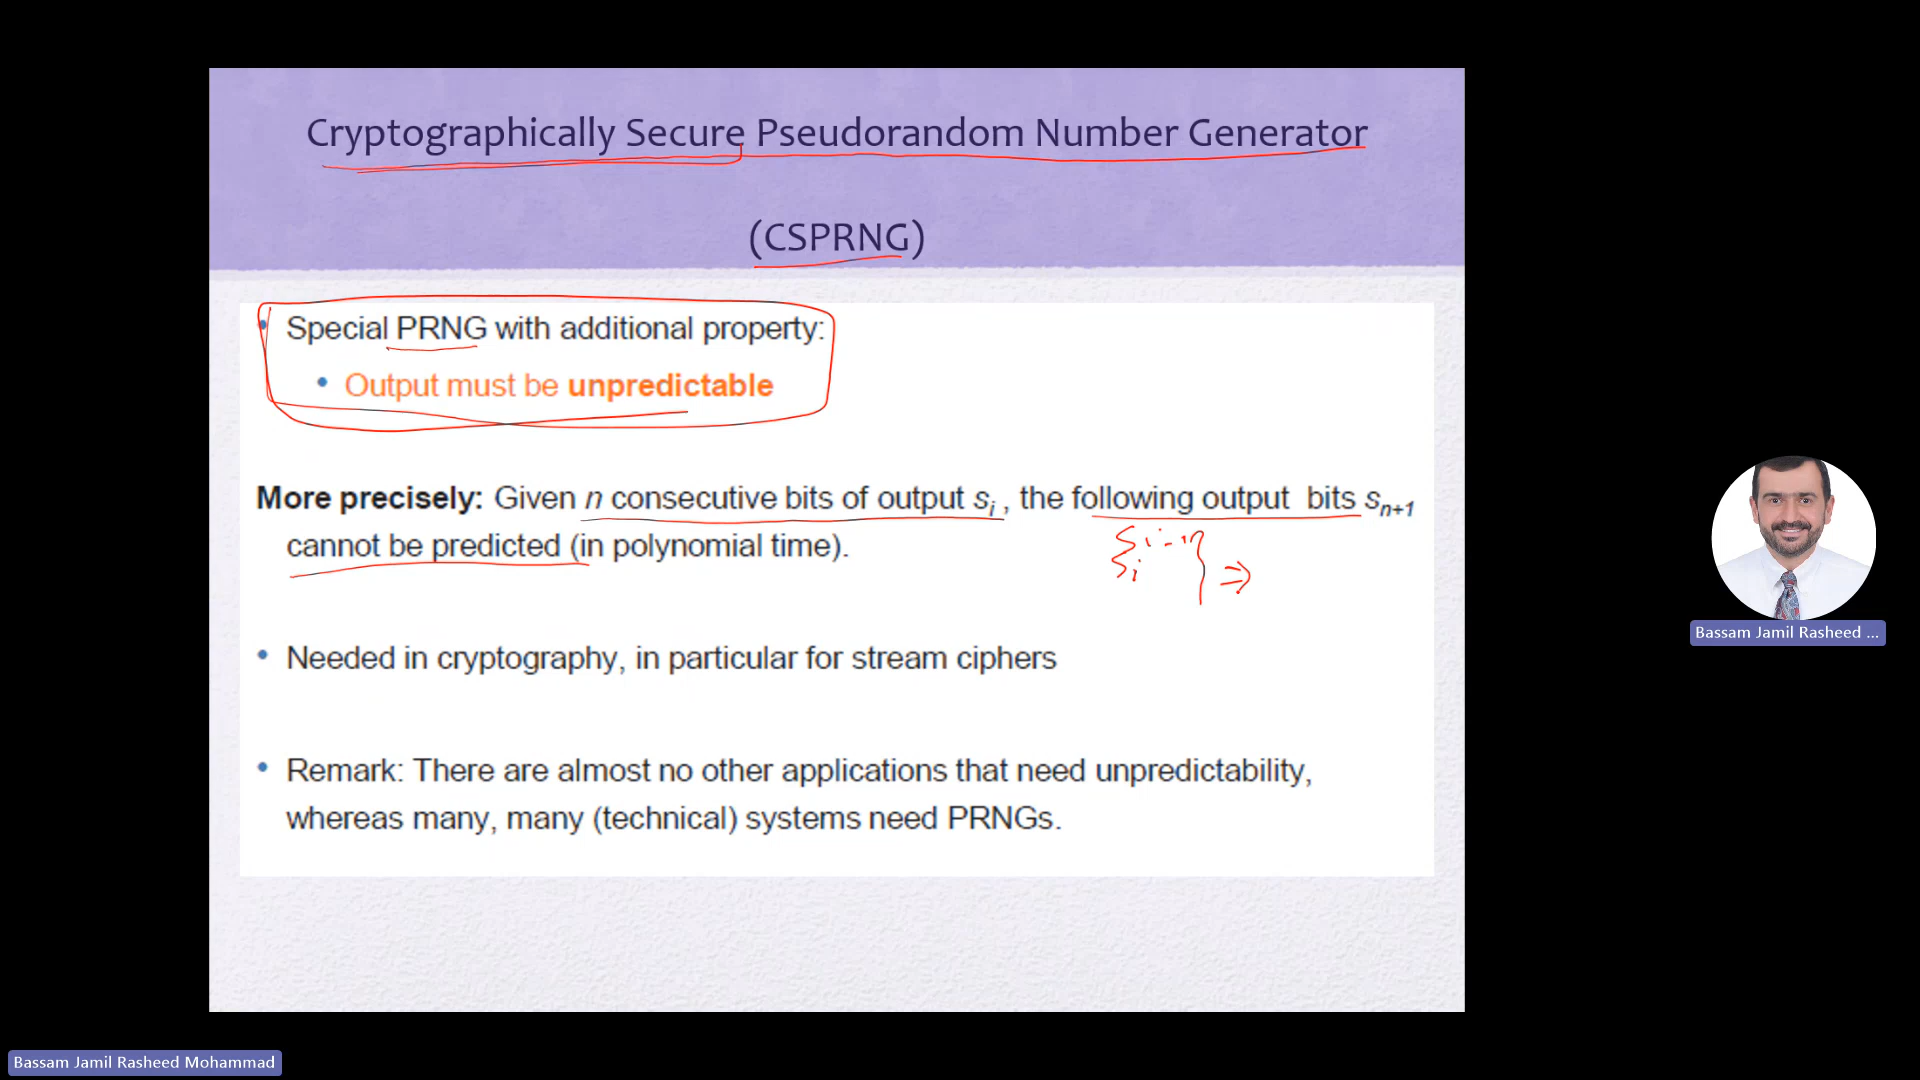 Cryptographically Secure Pseudorandom Number Generator
(CSPRNG)
• Special PRNG with additional property:
• Output must be unpredictable
More precisely: Given n consecutive bits of output si , the following output bits sn+1
cannot be predicted (in polynomial time).
Si-n
Si
⇒
• Needed in cryptography, in particular for stream ciphers
• Remark: There are almost no other applications that need unpredictability,
whereas many, many (technical) systems need PRNGs.
Bassam Jamil Rasheed ...
Bassam Jamil Rasheed Mohammad